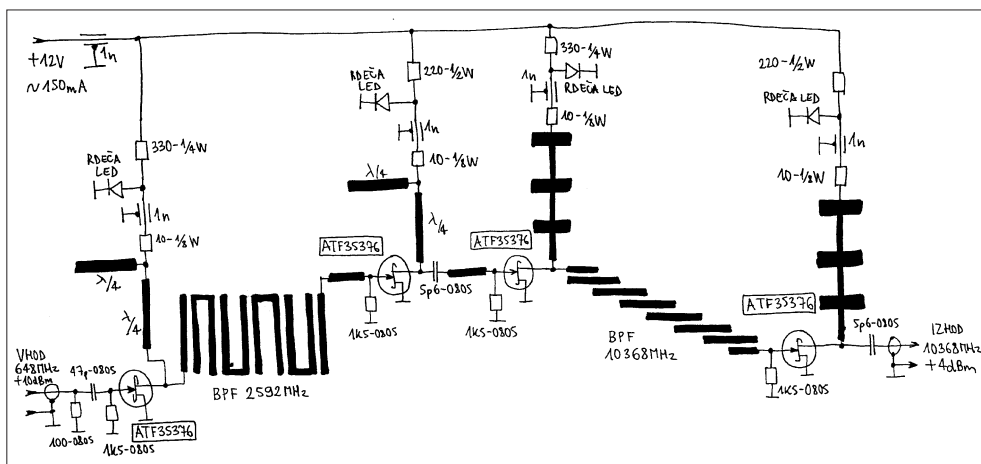 +12V
~150mA
1n
330-1/4W
RDEČA
LED
1n
10-1/8W
λ/4
λ/4
VHOD
648MHz
+10dBm
47p-0805
100-0805
1K5-0805
ATF35376
BPF 2592MHz
220-1/2W
RDEČA
LED
1n
10-1/8W
λ/4
λ/4
ATF35376
1K5-0805
5p6-0805
330-1/4W
RDEČA LED
1n
10-1/8W
ATF35376
1K5-0805
BPF
10368MHz
220-1/2W
RDEČA LED
1n
10-1/8W
ATF35376
1K5-0805
5p6-0805
IZHOD
10368MHz
+4dBm